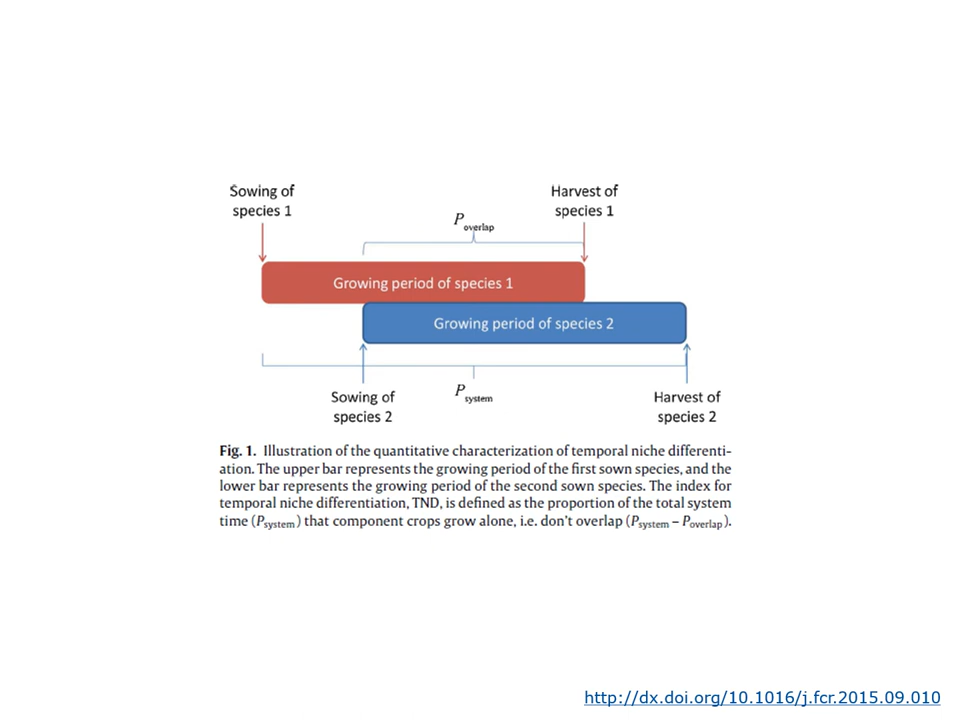 Sowing of
species 1
Harvest of
species 1
P overlap
Growing period of species 1
Growing period of species 2
P system
Sowing of
species 2
Harvest of
species 2
Fig. 1. Illustration of the quantitative characterization of temporal niche differenti-
ation. The upper bar represents the growing period of the first sown species, and the
lower bar represents the growing period of the second sown species. The index for
temporal niche differentiation, TND, is defined as the proportion of the total system
time (Psystem) that component crops grow alone, i.e. don't overlap (Psystem – Poverlap).
http://dx.doi.org/10.1016/j.fcr.2015.09.010